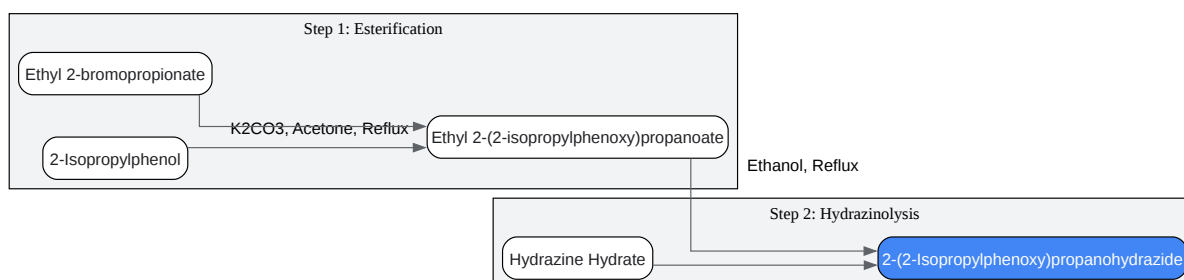 Step 1: Esterification
Ethyl 2-bromopropionate
K2CO3, Acetone, Reflux
Ethyl 2-(2-isopropylphenoxy)propanoate
2-Isopropylphenol
Ethanol, Reflux
Step 2: Hydrazinolysis
Hydrazine Hydrate
2-(2-Isopropylphenoxy)propanohydrazide